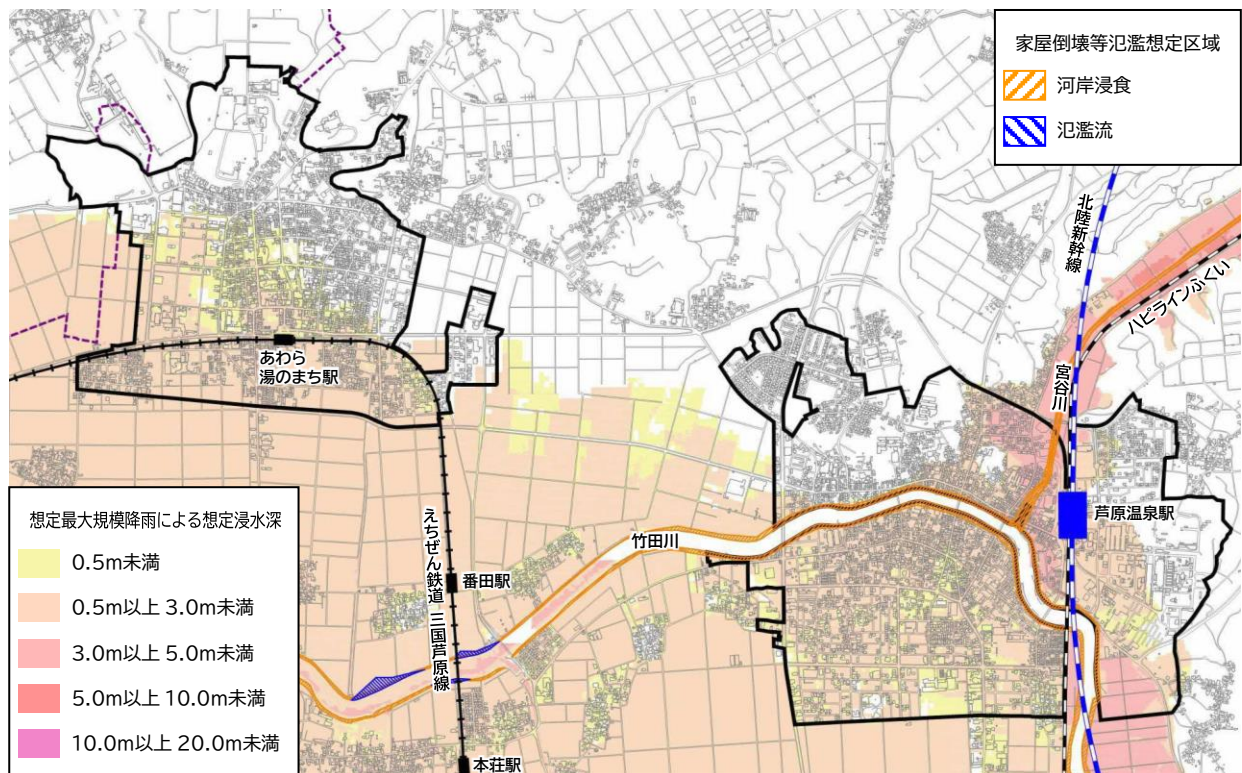 家屋倒壊等氾濫想定区域
河岸浸食
氾濫流
北陸新幹線
ハピラインふくい
宮谷川
あわら
湯のまち駅
芦原温泉駅
竹田川
えちぜん鉄道 三国芦原線
番田駅
本荘駅
想定最大規模降雨による想定浸水深
0.5m未満
0.5m以上 3.0m未満
3.0m以上 5.0m未満
5.0m以上 10.0m未満
10.0m以上 20.0m未満